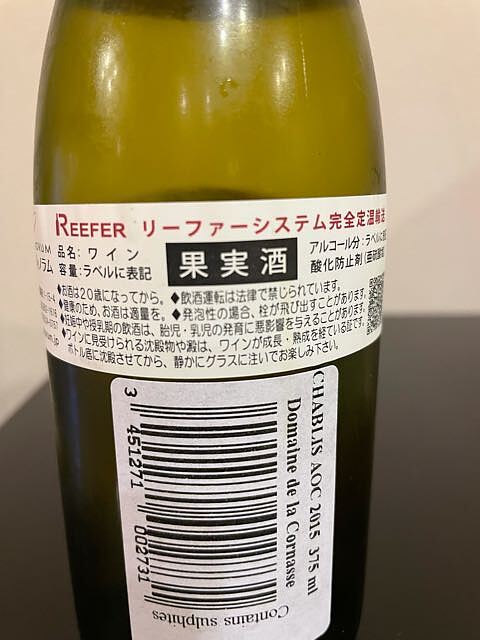 REEFER リーファーシステム完全定温輸送
品名：ワイン
容量：ラベルに表記
果実酒
アルコール分：ラベルに
酸化防止剤（亜硫酸
◆お酒は20歳になってから。◆飲酒運転は法律で禁じられています。
◆健康のため、お酒は適量を。◆発泡性の場合、栓が飛び出すことがあります。
◆妊娠中や授乳期の飲酒は、胎児・乳児の発育に悪影響を与えることがあります。
◆ワインに見受けられる沈殿物や澱は、ワインが成長・熟成を経ている証です。
ボトル底に沈殿させてから、静かにグラスに注いでお楽しみ下さい。
CHABLIS AOC 2015 375 ml
Domaine de la Cornasse
3 451271 002731
Contains sulphites